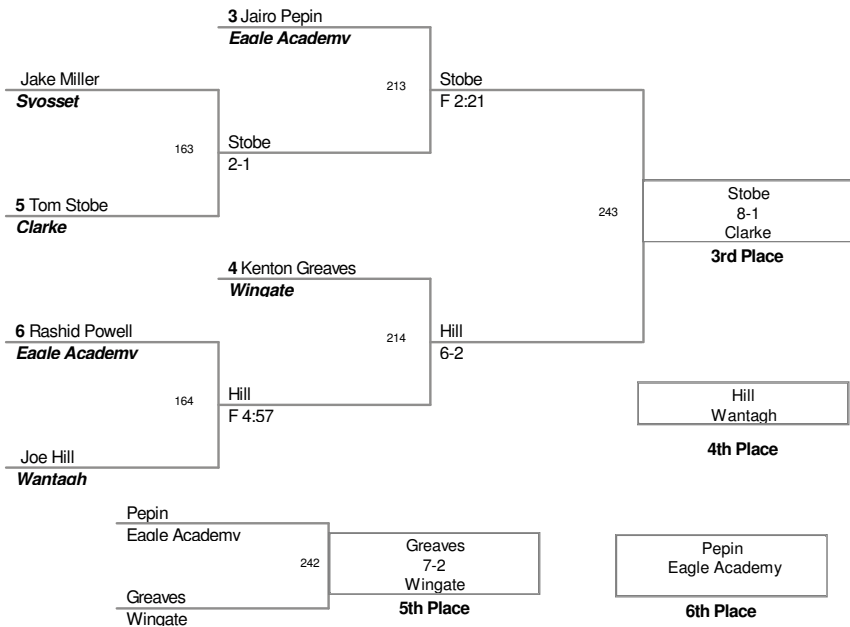 3 Jairo Pepin
Eagle Academy
Jake Miller
Syosset
213
Stobe
F 2:21
163
Stobe
2-1
5 Tom Stobe
Clarke
243
Stobe
8-1
Clarke
3rd Place
4 Kenton Greaves
Wingate
6 Rashid Powell
Eagle Academy
214
Hill
6-2
164
Hill
F 4:57
Hill
Wantagh
4th Place
Joe Hill
Wantagh
Pepin
Eagle Academy
242
Greaves
7-2
Wingate
5th Place
Greaves
Wingate
Pepin
Eagle Academy
6th Place